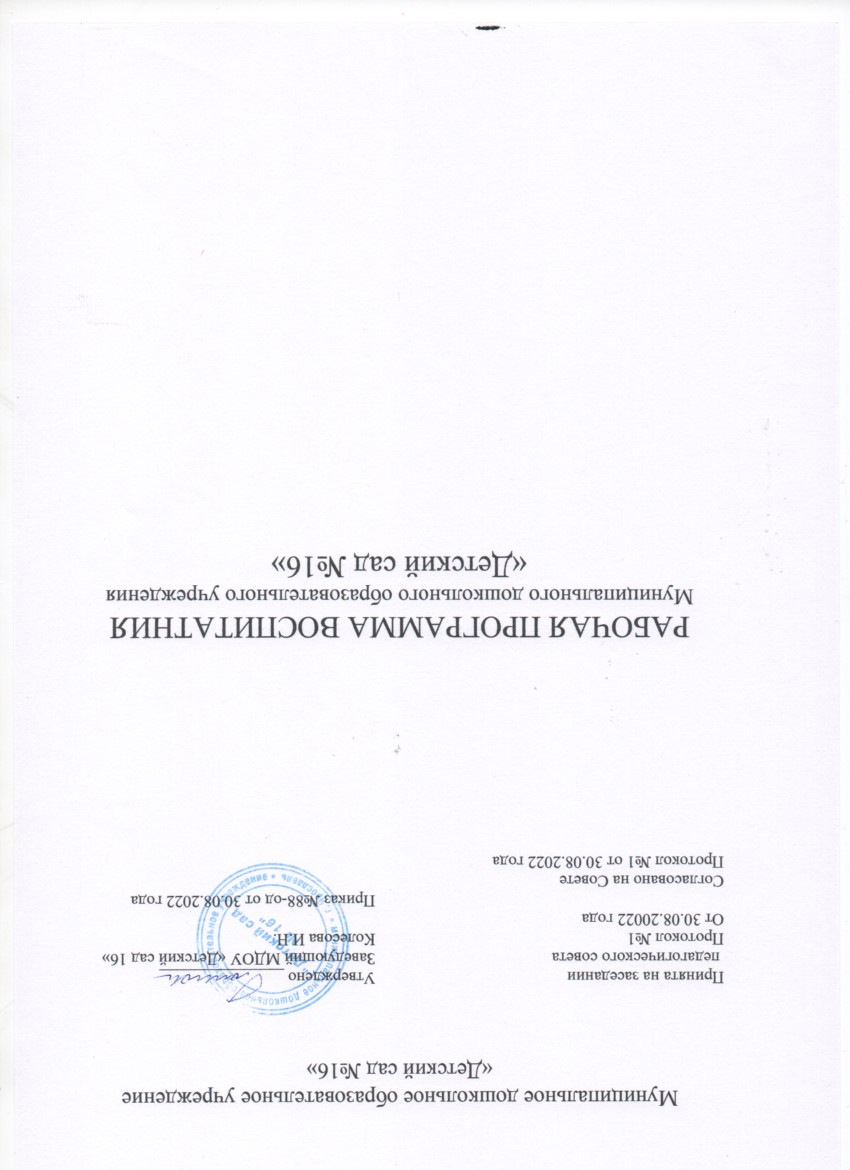 Муниципальное дошкольное образовательное учреждение
«Детский сад №16»
Принята на заседании
педагогического совета
Протокол №1
От 30.08.20022 года
Согласовано на Совете
Протокол №1 от 30.08.2022 года
Утверждено
Заведующий МДОУ «Детский сад 16»
Колесова И.Н.
Приказ №88-од от 30.08.2022 года
РАБОЧАЯ ПРОГРАММА ВОСПИТАТНИЯ
Муниципального дошкольного образовательного учреждения
«Детский сад №16»